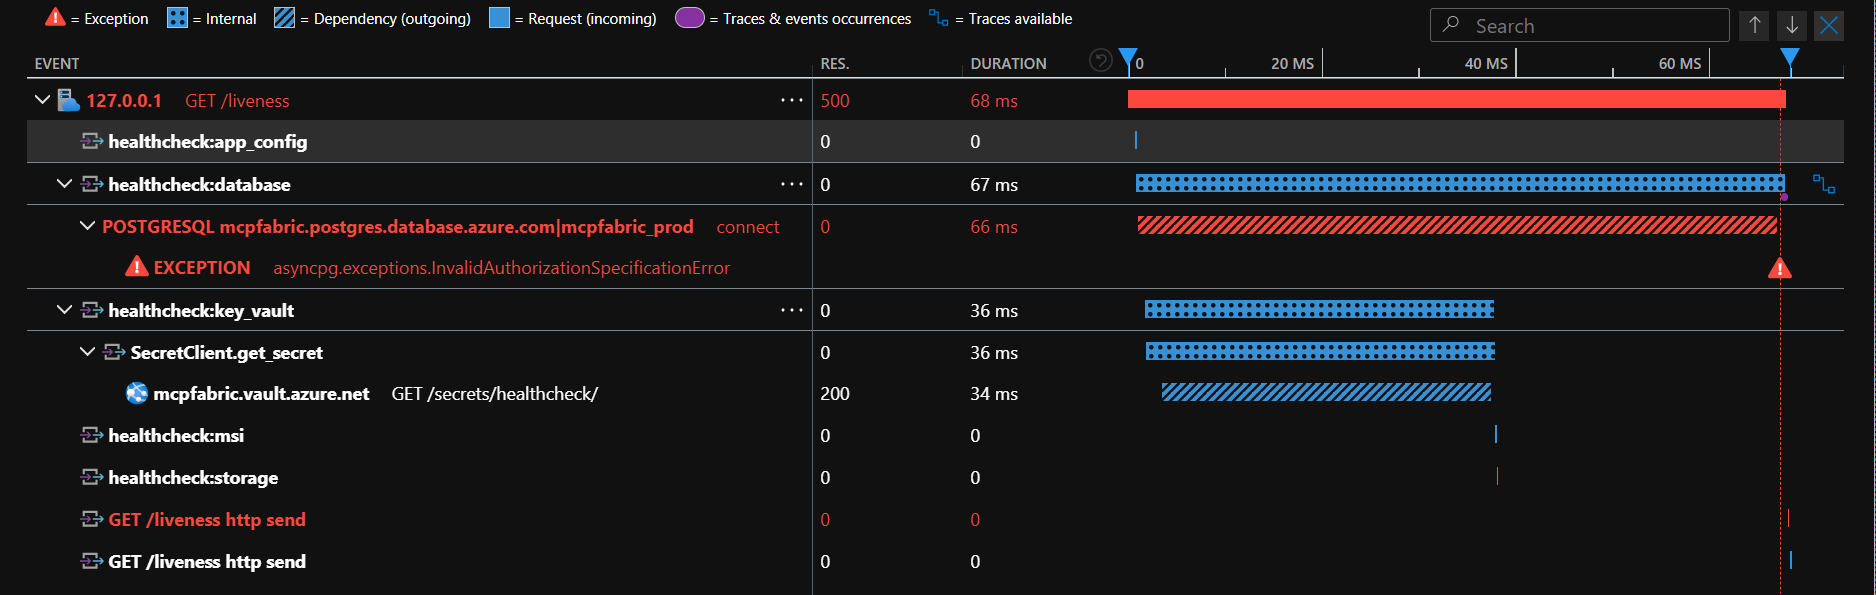 = Exception = Internal = Dependency (outgoing) = Request (incoming) = Traces & events occurrences = Traces available
Search
EVENT RES. DURATION 0 20 MS 40 MS 60 MS
127.0.0.1 GET /liveness ... 500 68 ms
healthcheck:app_config 0 0
healthcheck:database ... 0 67 ms
POSTGRESQL mcpfabric.postgres.database.azure.com|mcpfabric_prod connect 0 66 ms
EXCEPTION asyncpg.exceptions.InvalidAuthorizationSpecificationError
healthcheck:key_vault ... 0 36 ms
SecretClient.get_secret 0 36 ms
mcpfabric.vault.azure.net GET /secrets/healthcheck/ 200 34 ms
healthcheck:msi 0 0
healthcheck:storage 0 0
GET /liveness http send 0 0
GET /liveness http send 0 0